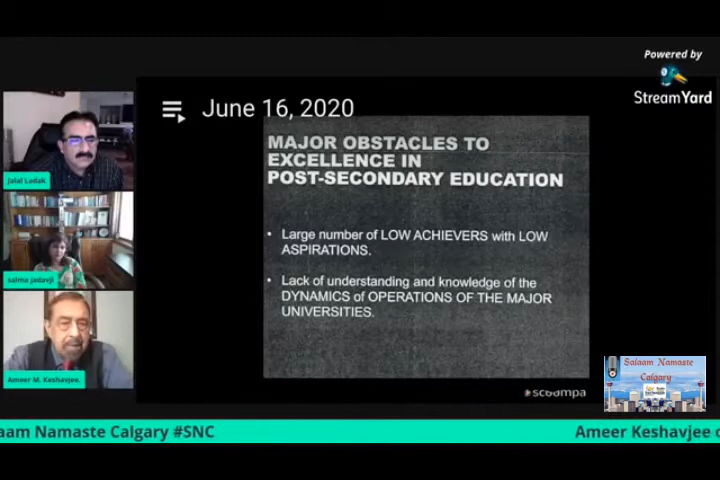 Powered by
StreamYard
June 16, 2020
MAJOR OBSTACLES TO
EXCELLENCE IN
POST-SECONDARY EDUCATION
• Large number of LOW ACHIEVERS with LOW
ASPIRATIONS.
• Lack of understanding and knowledge of the
DYNAMICS of OPERATIONS OF THE MAJOR
UNIVERSITIES.
Jalal Ladak
salma jadavji
Ameer M. Keshavjee.
Salaam Namaste
Calgary
aam Namaste Calgary #SNC
Ameer Keshavjee o